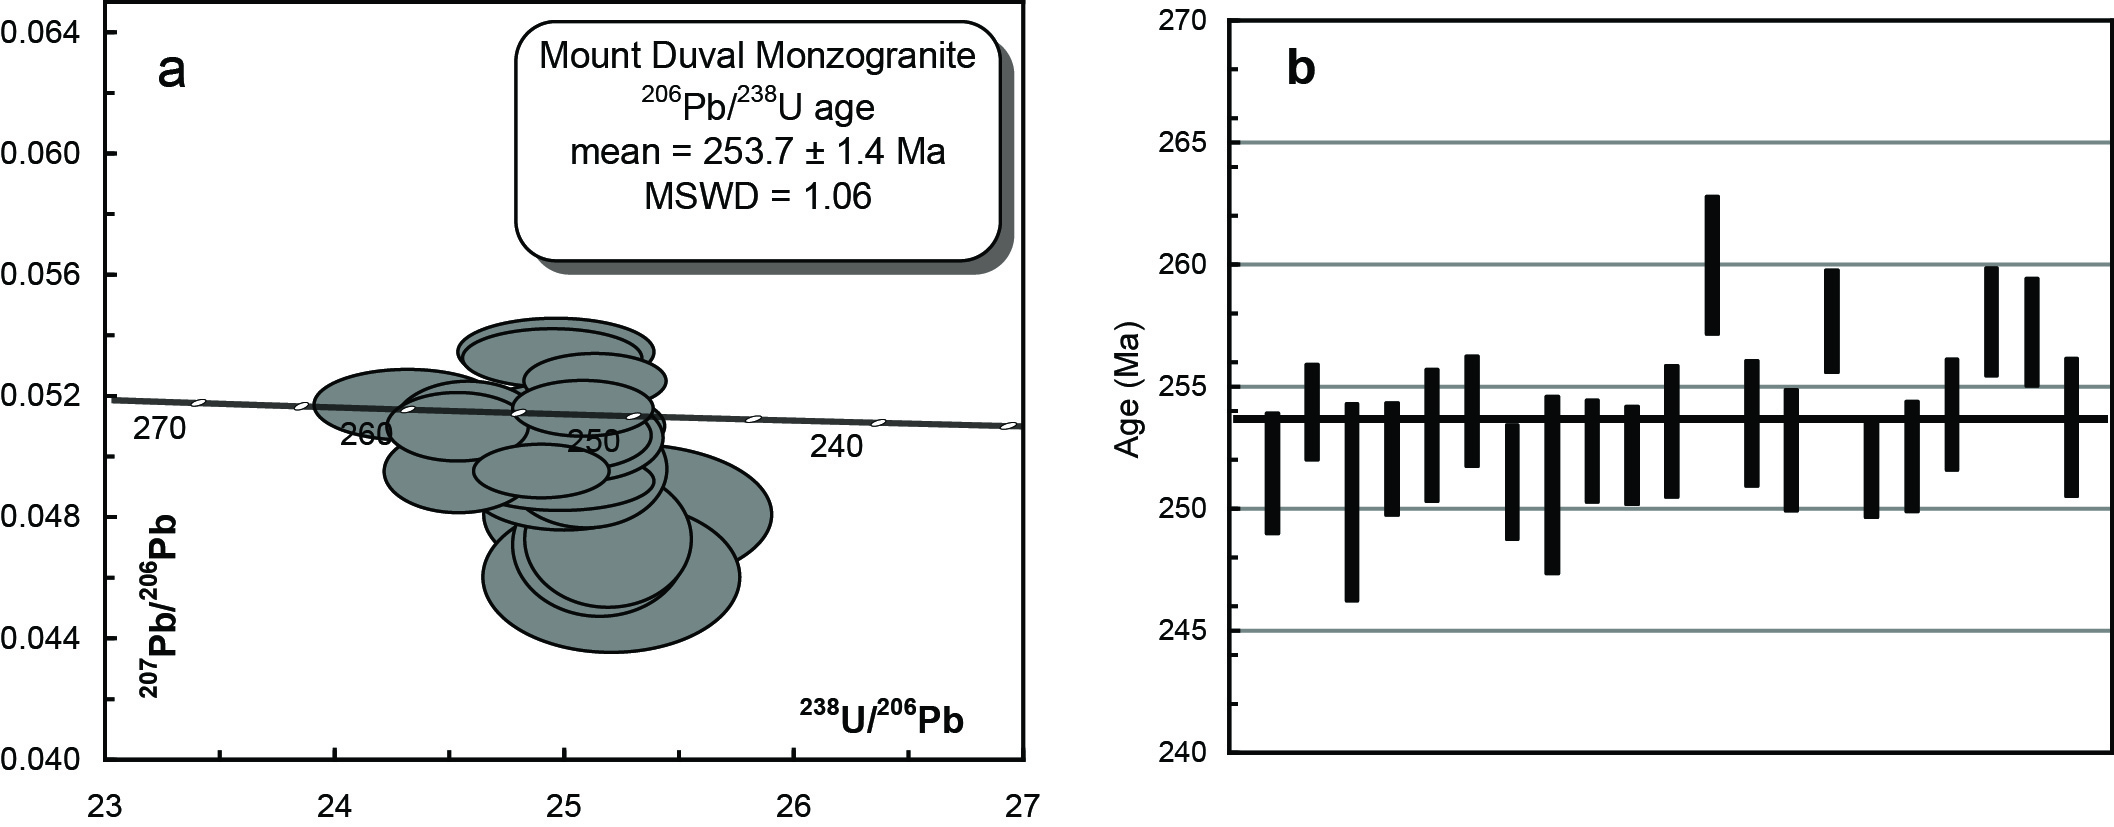 a
Mount Duval Monzogranite
²⁰⁶Pb/²³⁸U age
mean = 253.7 ± 1.4 Ma
MSWD = 1.06
0.064
0.060
0.056
0.052
0.048
0.044
0.040
270
260
250
240
²⁰⁷Pb/²⁰⁶Pb
²³⁸U/²⁰⁶Pb
23
24
25
26
27
b
270
265
260
255
250
245
240
Age (Ma)